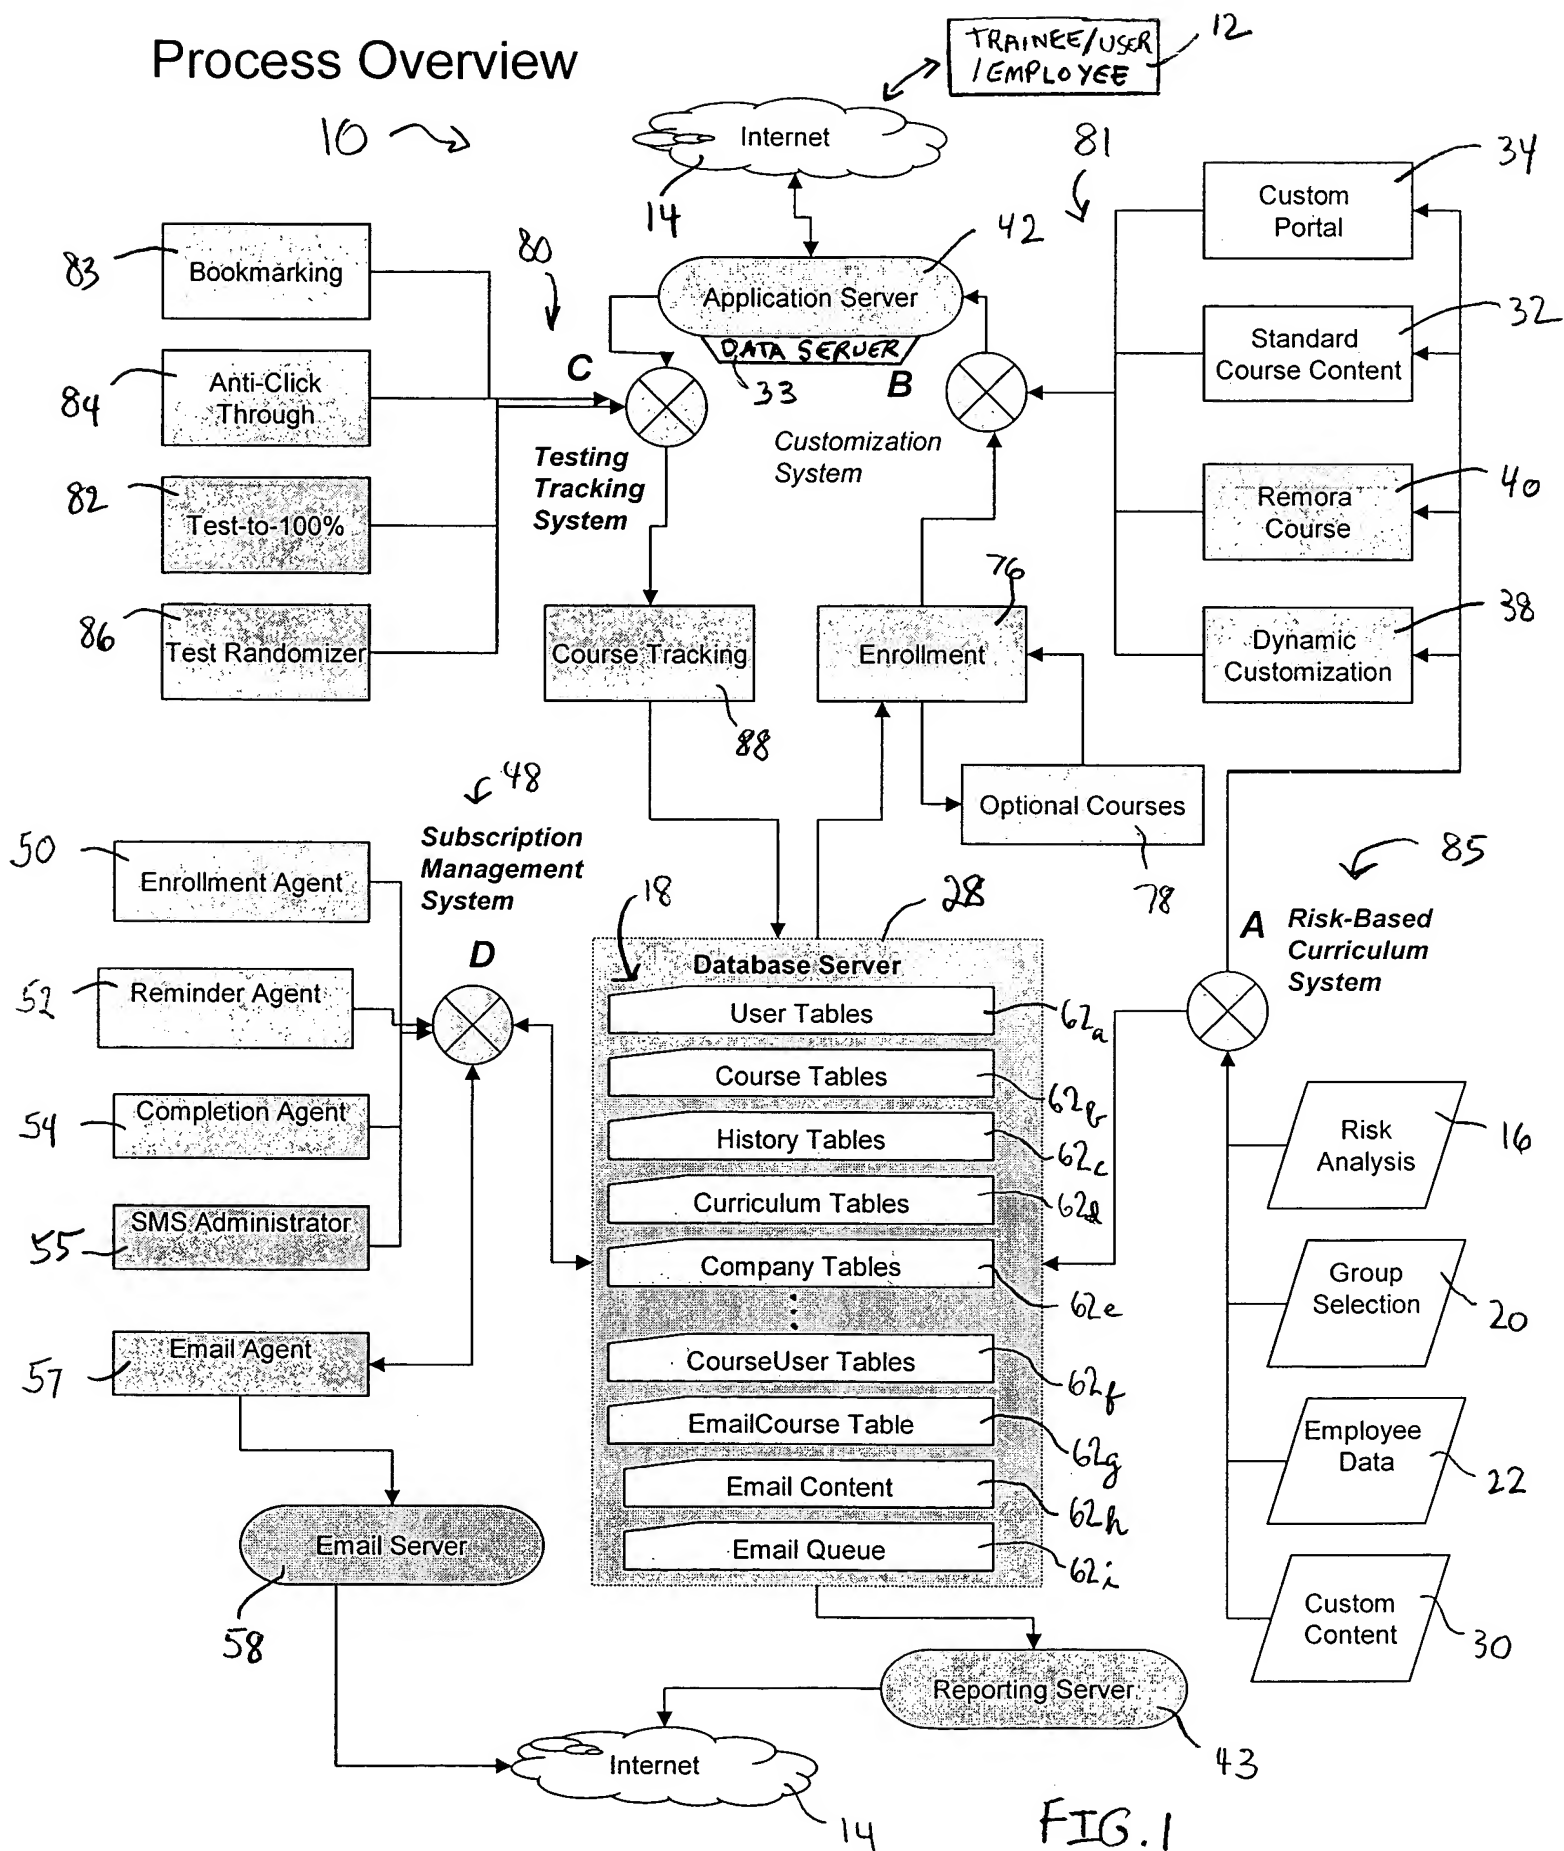 Process Overview
10
TRAINEE/USER
/EMPLOYEE
12
Internet
14
81
34
Custom
Portal
83
Bookmarking
80
42
Application Server
DATA SERVER
33
32
Standard
Course Content
84
Anti-Click
Through
C
B
Testing
Tracking
System
Customization
System
82
Test-to-100%
40
Remora
Course
86
Test Randomizer
Course Tracking
88
76
Enrollment
38
Dynamic
Customization
Optional Courses
78
48
Subscription
Management
System
50
Enrollment Agent
85
A
Risk-Based
Curriculum
System
D
52
Reminder Agent
54
Completion Agent
55
SMS Administrator
57
Email Agent
18
28
Database Server
User Tables
62a
Course Tables
62b
History Tables
62c
Curriculum Tables
62d
Company Tables
62e
CourseUser Tables
62f
EmailCourse Table
62g
Email Content
62h
Email Queue
62i
Risk
Analysis
16
Group
Selection
20
Employee
Data
22
Custom
Content
30
Email Server
58
Reporting Server
43
Internet
14
FIG. 1